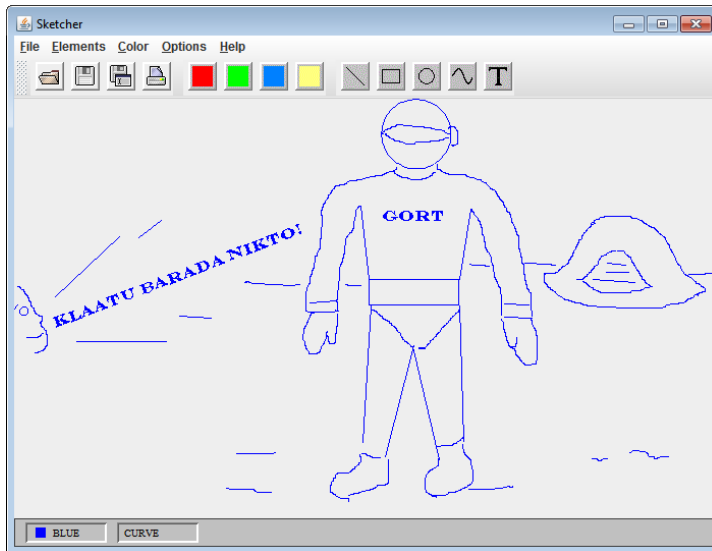 Sketcher
File Elements Color Options Help
T
GORT
KLAATU BARADA NIKTO!
BLUE CURVE